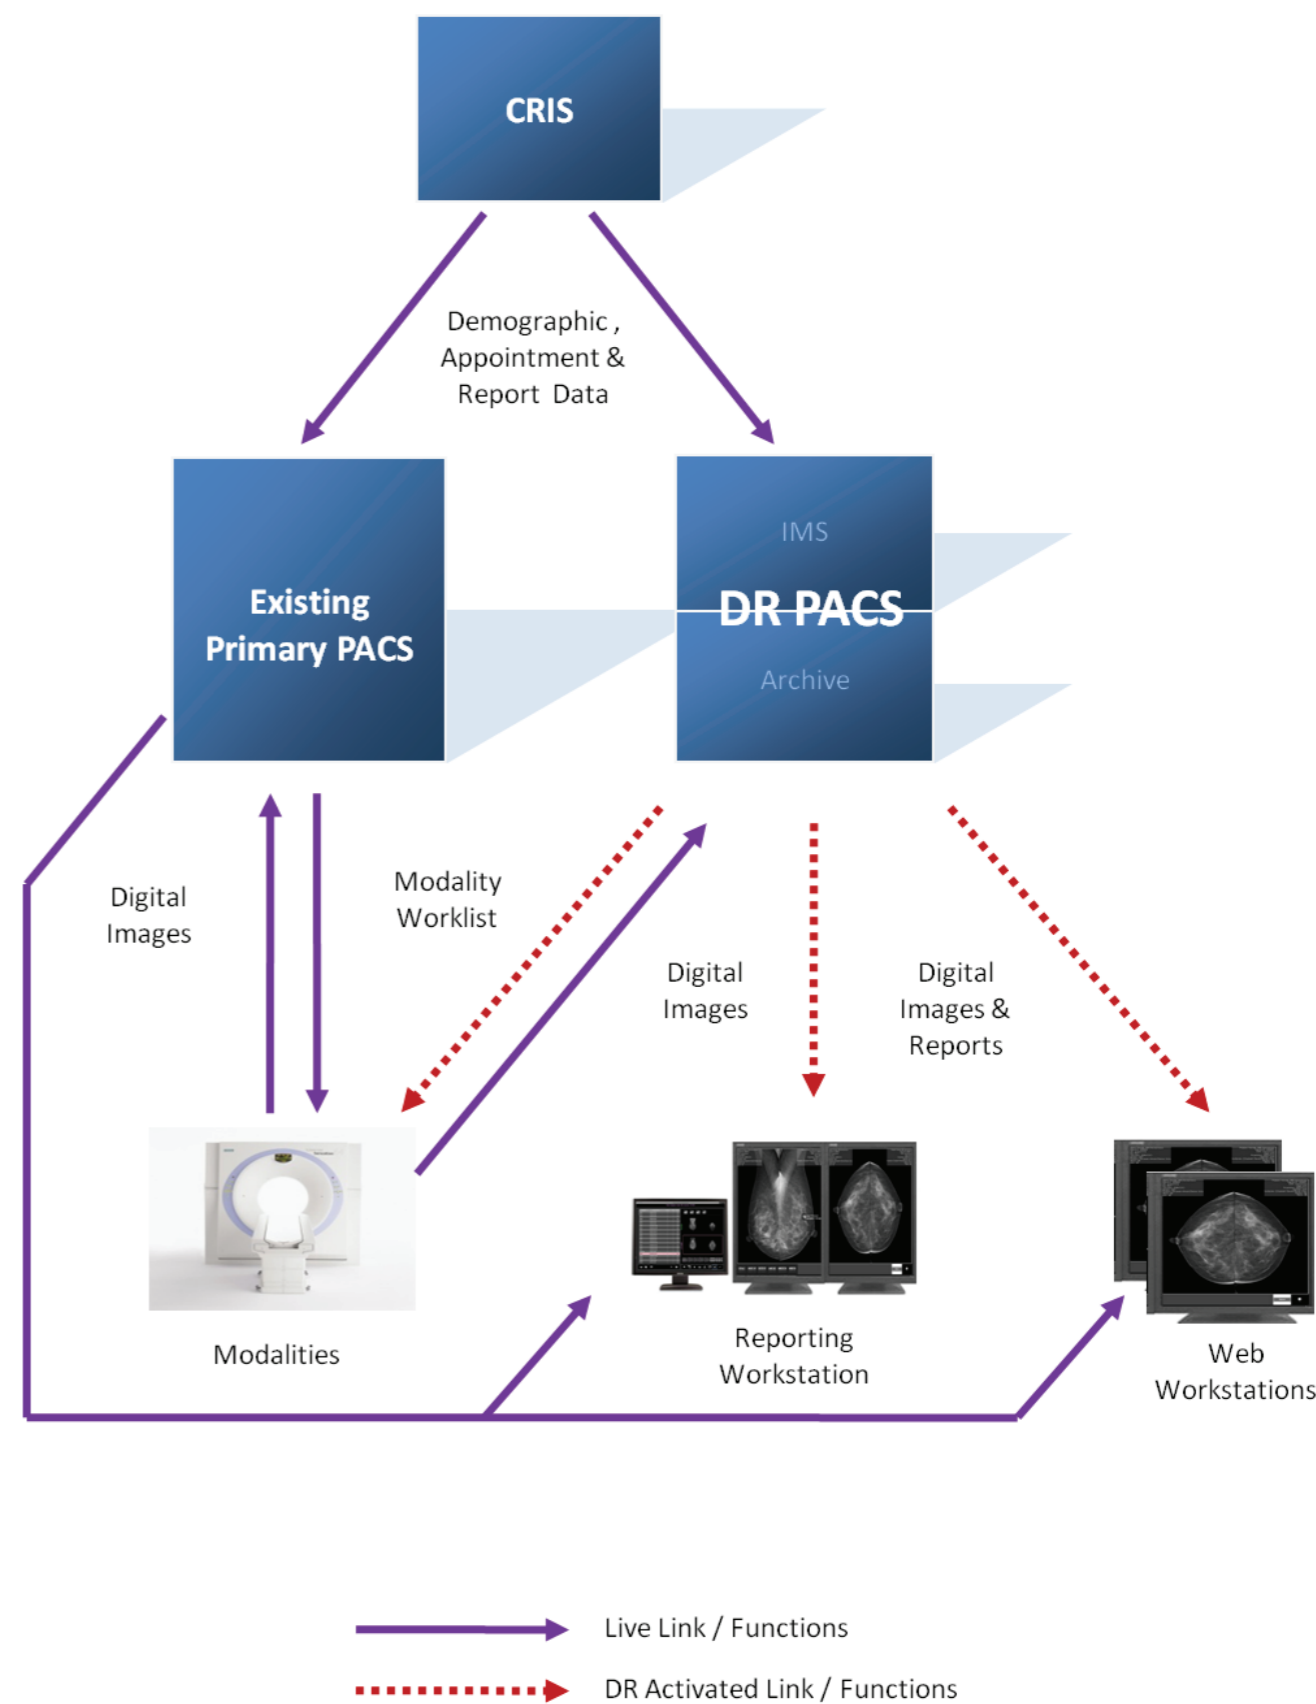 CRIS
Demographic ,
Appointment &
Report Data
Existing
Primary PACS
IMS
DR PACS
Archive
Digital
Images
Modality
Worklist
Digital
Images
Digital
Images &
Reports
Modalities
Reporting
Workstation
Web
Workstations
Live Link / Functions
DR Activated Link / Functions